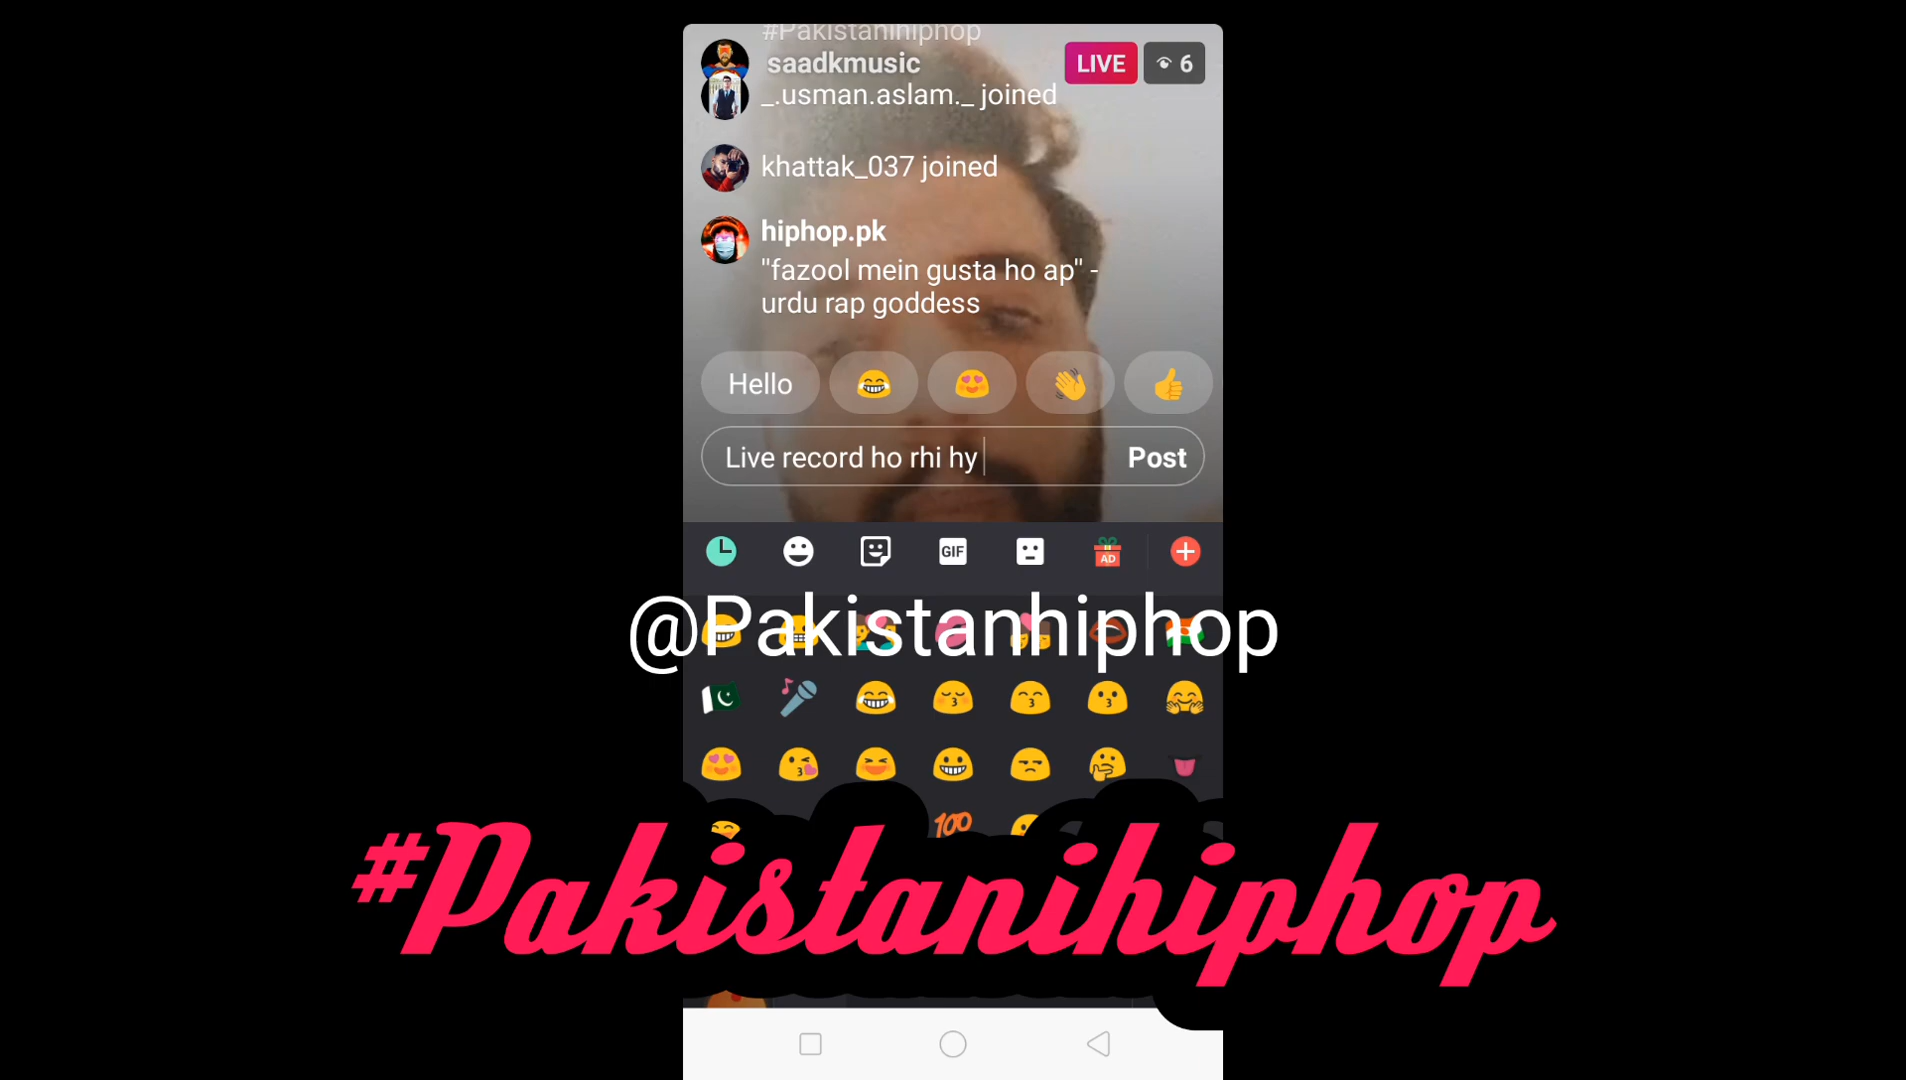 #Pakistanihiphop
saadkmusic
LIVE
6
_.usman.aslam._ joined
khattak_037 joined
hiphop.pk
"fazool mein gusta ho ap" -
urdu rap goddess
Hello
Live record ho rhi hy
Post
GIF
AD
@Pakistanhiphop
100
#Pakistanihiphop